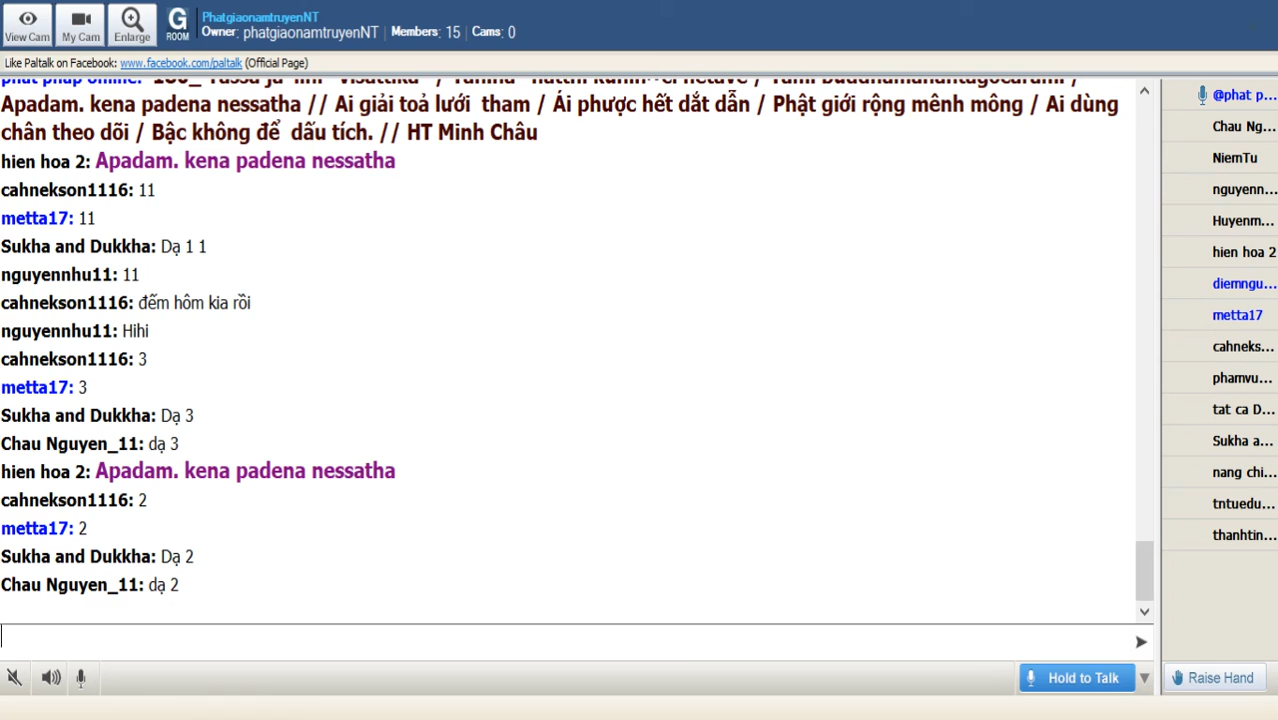 View Cam
My Cam
Enlarge
G
ROOM
PhatgiaonamtruyenNT
Owner: phatgiaonamtruyenNT Members: 15 Cams: 0
Like Paltalk on Facebook: www.facebook.com/paltalk (Official Page)
phat phap online:
Apadam. kena padena nessatha // Ai giải toả lưới tham / Ái phược hết dắt dẫn / Phật giới rộng mênh mông / Ai dùng
chân theo dõi / Bậc không để dấu tích. // HT Minh Châu
hien hoa 2: Apadam. kena padena nessatha
cahnekson1116: 11
metta17: 11
Sukha and Dukkha: Dạ 1 1
nguyennhu11: 11
cahnekson1116: đếm hôm kia rồi
nguyennhu11: Hihi
cahnekson1116: 3
metta17: 3
Sukha and Dukkha: Dạ 3
Chau Nguyen_11: dạ 3
hien hoa 2: Apadam. kena padena nessatha
cahnekson1116: 2
metta17: 2
Sukha and Dukkha: Dạ 2
Chau Nguyen_11: dạ 2
@phat p...
Chau Ng...
NiemTu
nguyenn...
Huyenm...
hien hoa 2
diemngu...
metta17
cahneks...
phamvu...
tat ca D...
Sukha a...
nang chi...
tntuedu...
thanhtin...
Hold to Talk
Raise Hand